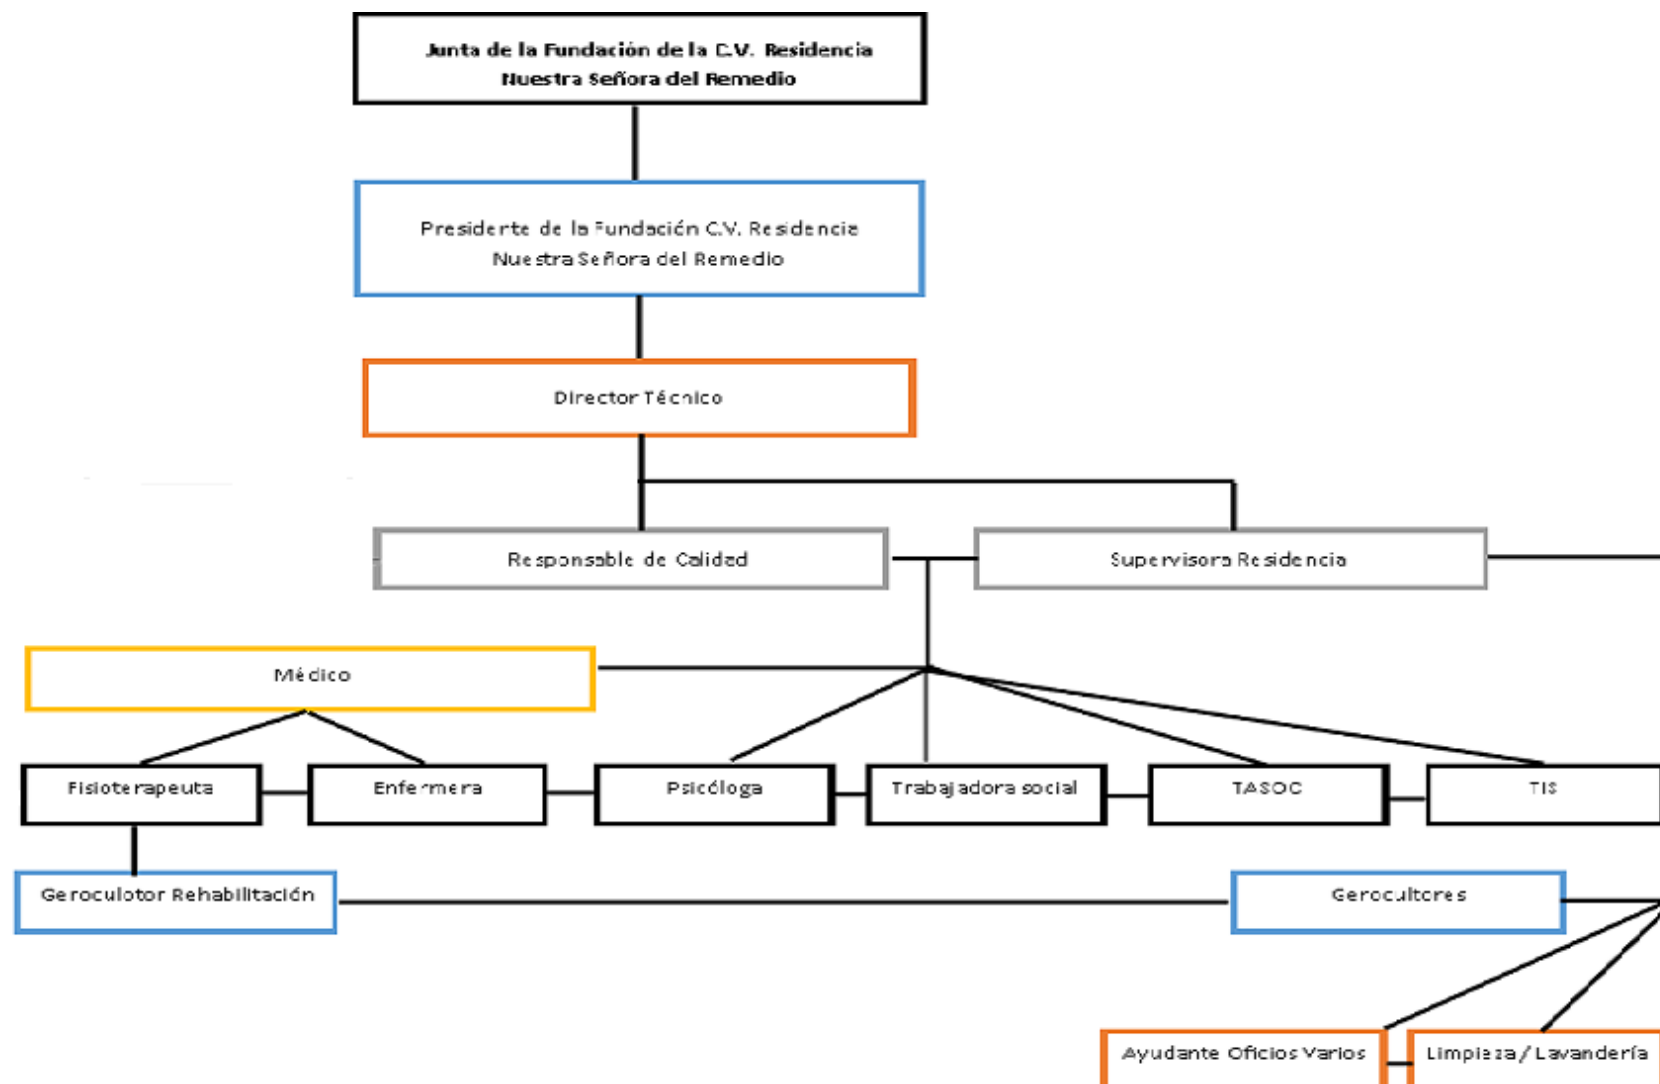 Junta de la Fundación de la C.V. Residencia
Nuestra Señora del Remedio
Presidente de la Fundación C.V. Residencia
Nuestra Señora del Remedio
Director Técnico
Responsable de Calidad
Supervisora Residencia
Médico
Fisioterapeuta
Enfermera
Psicóloga
Trabajadora social
TASOC
TIS
Geroculotor Rehabilitación
Gerocultores
Ayudante Oficios Varios
Limpieza / Lavandería